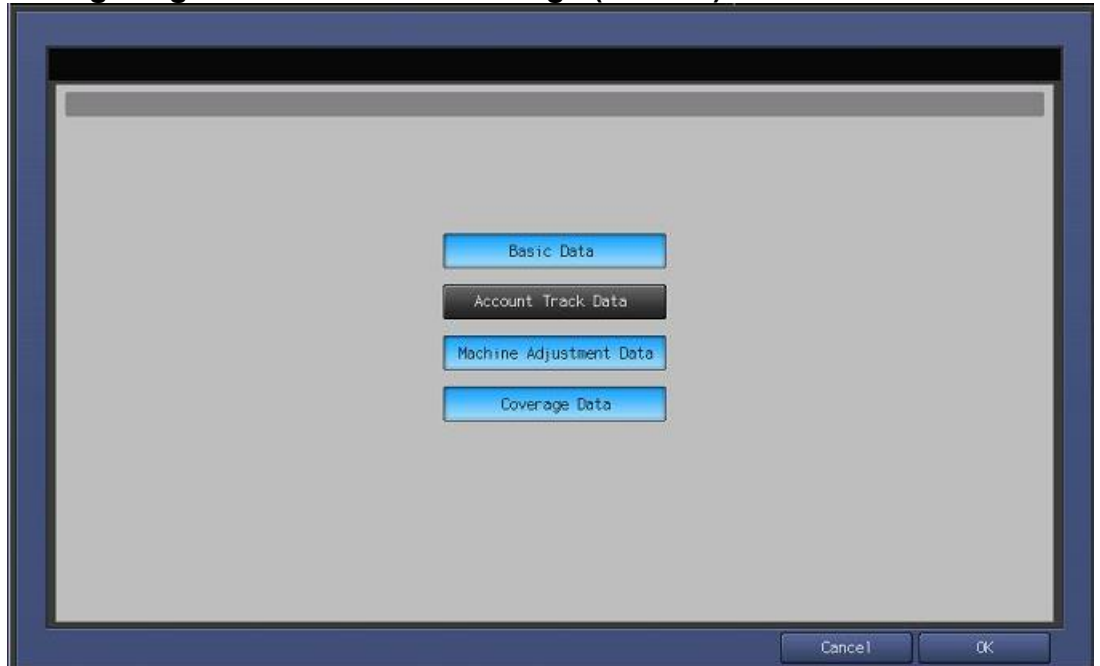 Basic Data
Account Track Data
Machine Adjustment Data
Coverage Data
Cancel
OK